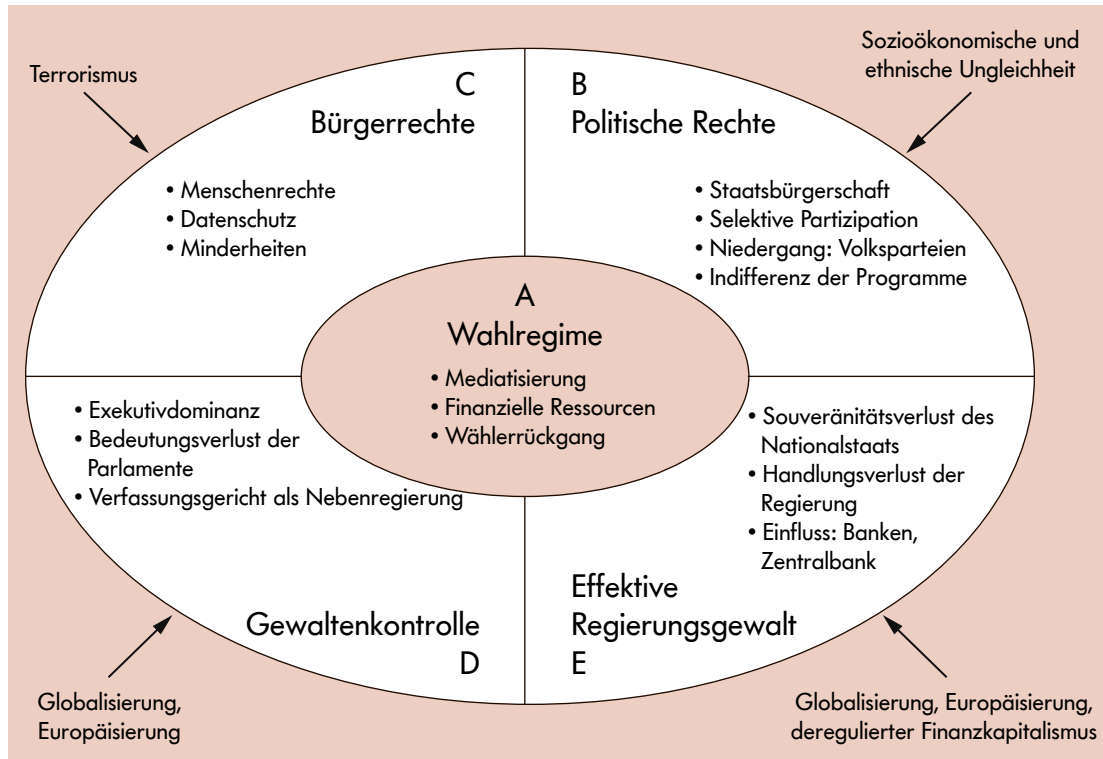 Terrorismus
Sozioökonomische und
ethnische Ungleichheit
C
Bürgerrechte
• Menschenrechte
• Datenschutz
• Minderheiten
B
Politische Rechte
• Staatsbürgerschaft
• Selektive Partizipation
• Niedergang: Volksparteien
• Indifferenz der Programme
A
Wahlregime
• Mediatisierung
• Finanzielle Ressourcen
• Wählerrückgang
• Exekutivdominanz
• Bedeutungsverlust der
Parlamente
• Verfassungsgericht als Nebenregierung
Gewaltenkontrolle
D
• Souveränitätsverlust des
Nationalstaats
• Handlungsverlust der
Regierung
• Einfluss: Banken,
Zentralbank
Effektive
Regierungsgewalt
E
Globalisierung,
Europäisierung
Globalisierung, Europäisierung,
deregulierter Finanzkapitalismus